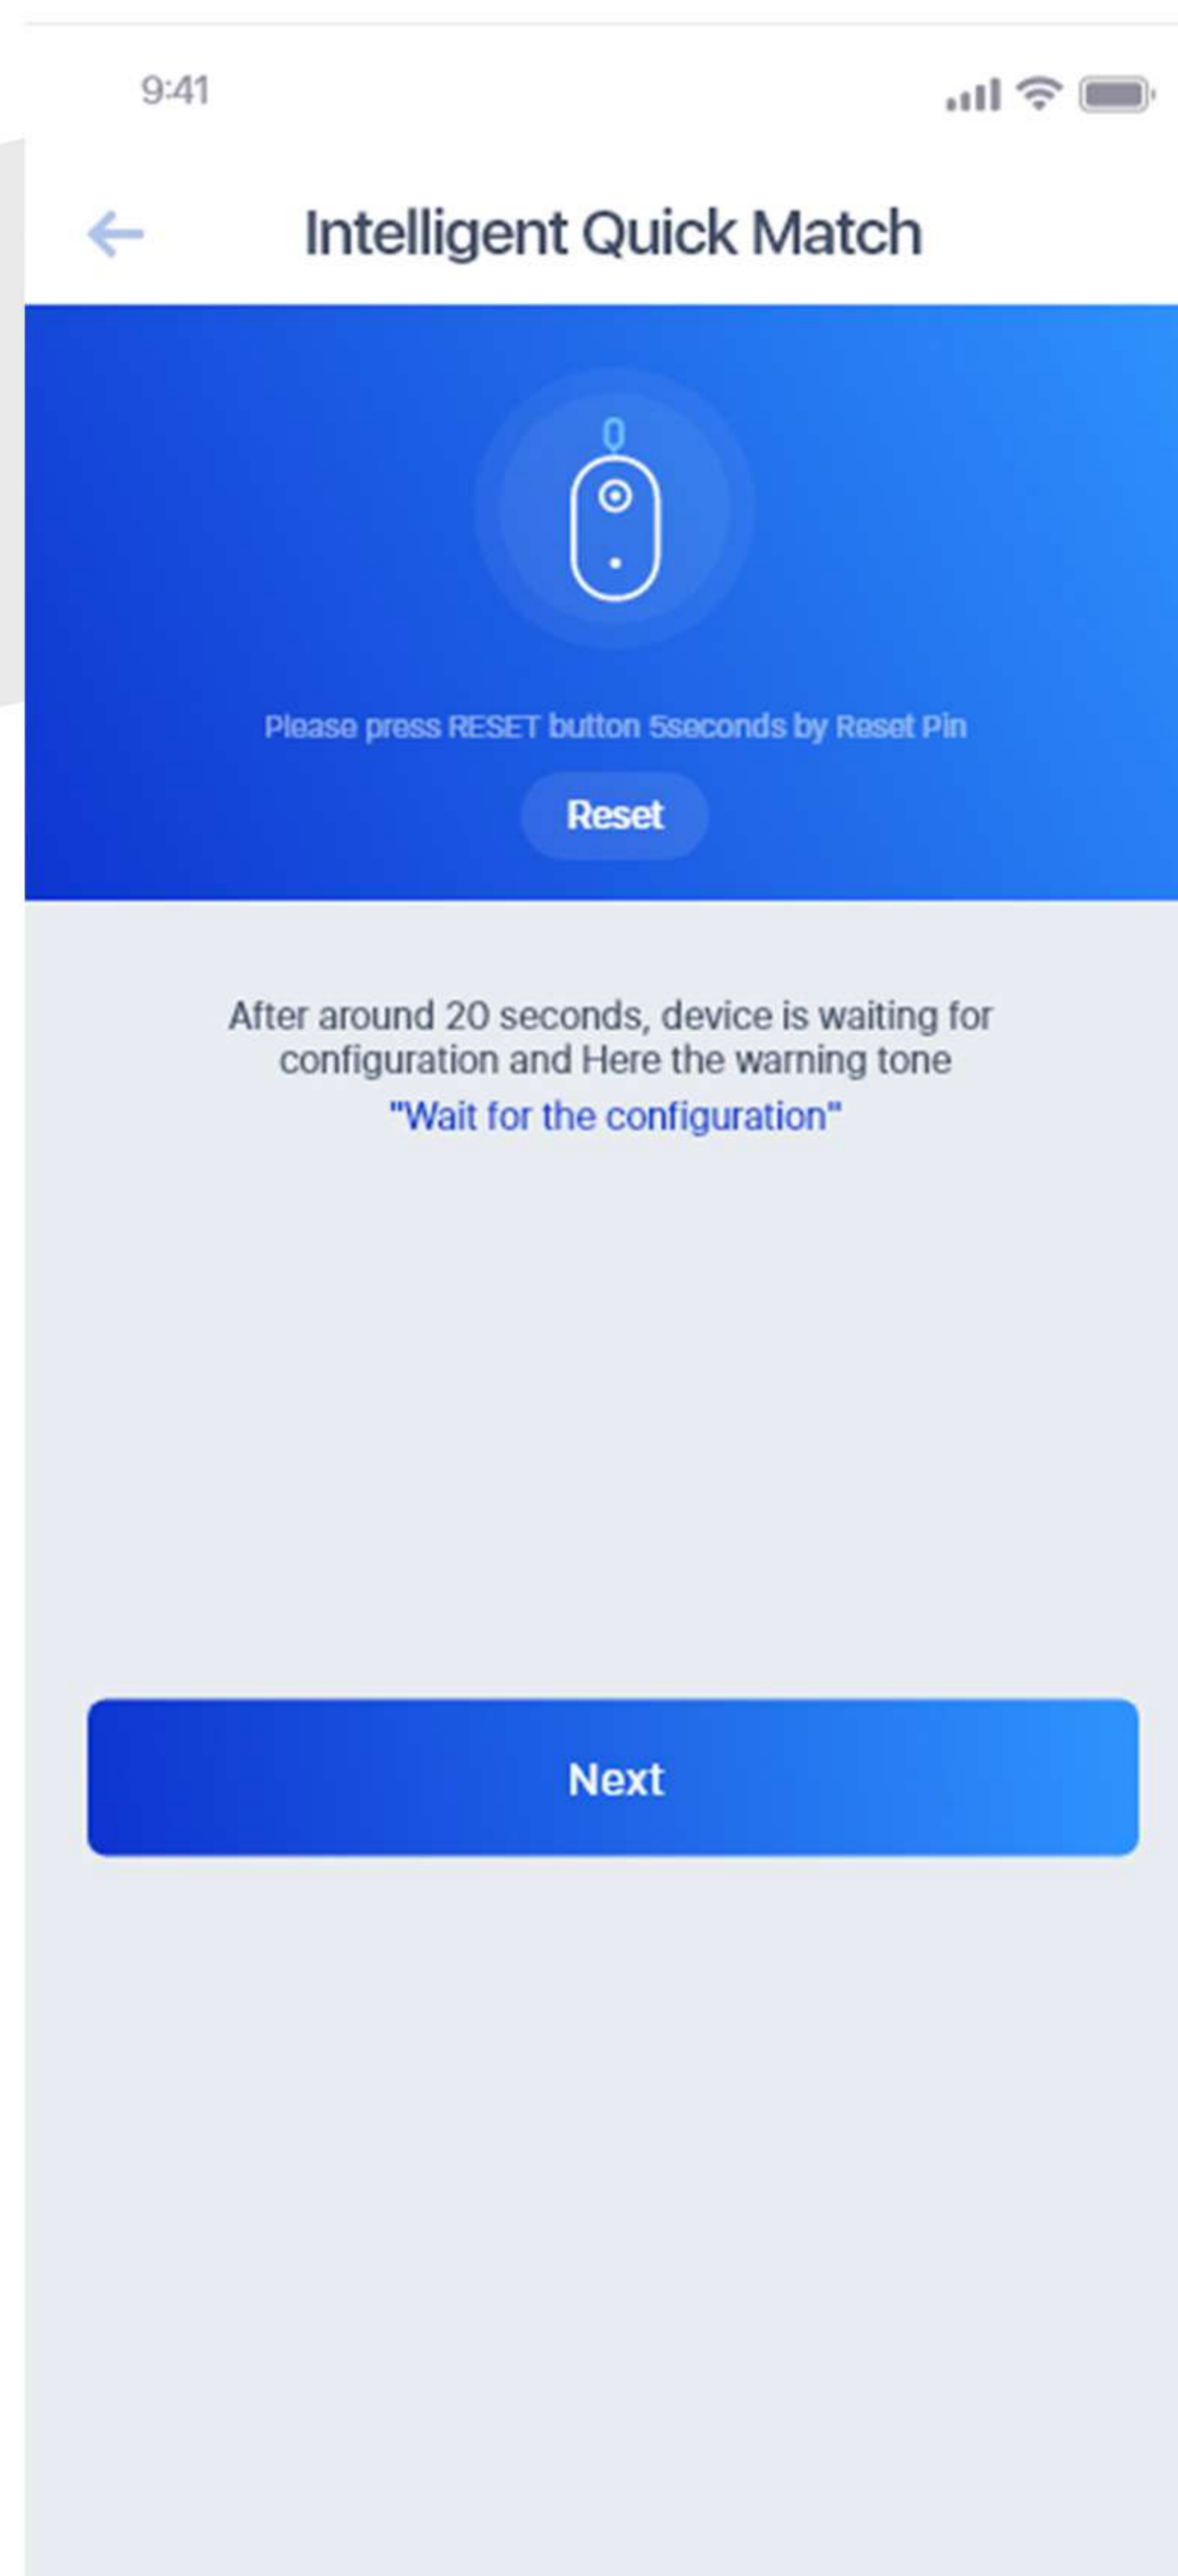 9:41
Intelligent Quick Match
Please press RESET button 5seconds by Reset Pin
Reset
After around 20 seconds, device is waiting for
configuration and Here the warning tone
"Wait for the configuration"
Next